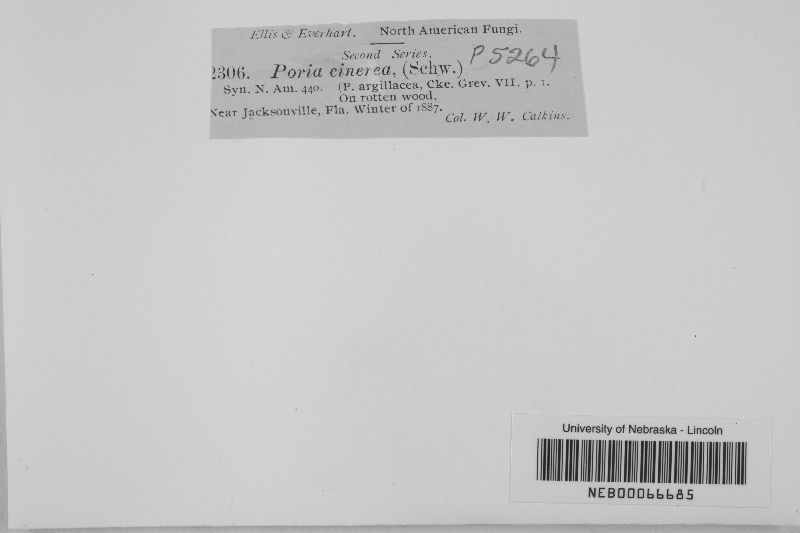 Ellis & Everhart. North American Fungi.
Second Series.
P 5264
2306. Poria cinerea, (Schw.)
Syn. N. Am. 440. (P. argillacea, Cke. Grev. VII. p. 1.
On rotten wood.
Near Jacksonville, Fla. Winter of 1887.
Col. W. W. Calkins.
University of Nebraska - Lincoln
NEB00066685